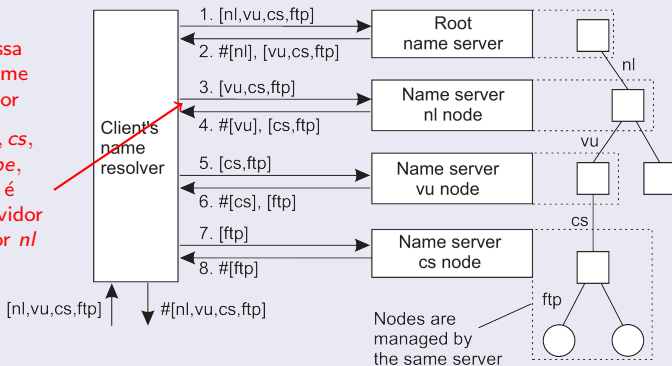 ssa
me
or
, cs,
pe,
é
vidor
or nl
Client's
name
resolver
1. [nl,vu,cs,ftp]
2. #[nl], [vu,cs,ftp]
3. [vu,cs,ftp]
4. #[vu], [cs,ftp]
5. [cs,ftp]
6. #[cs], [ftp]
7. [ftp]
8. #[ftp]
[nl,vu,cs,ftp]
#[nl,vu,cs,ftp]
Root
name server
Name server
nl node
Name server
vu node
Name server
cs node
nl
vu
cs
ftp
Nodes are
managed by
the same server